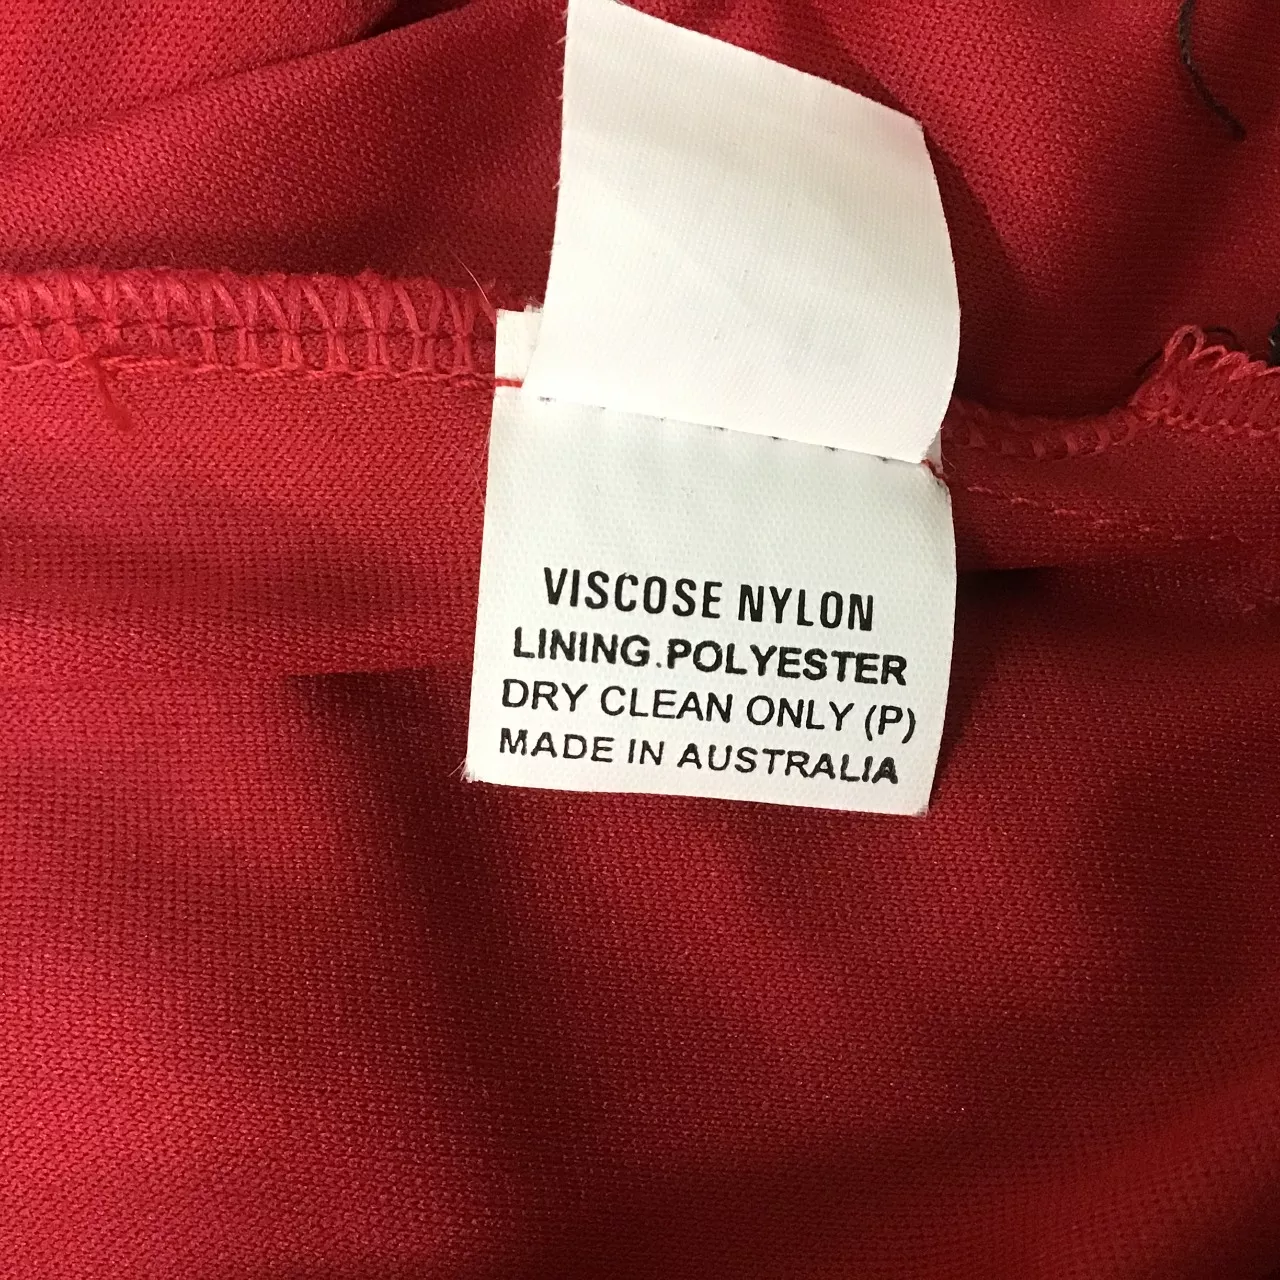 VISCOSE NYLON
LINING.POLYESTER
DRY CLEAN ONLY (P)
MADE IN AUSTRALIA